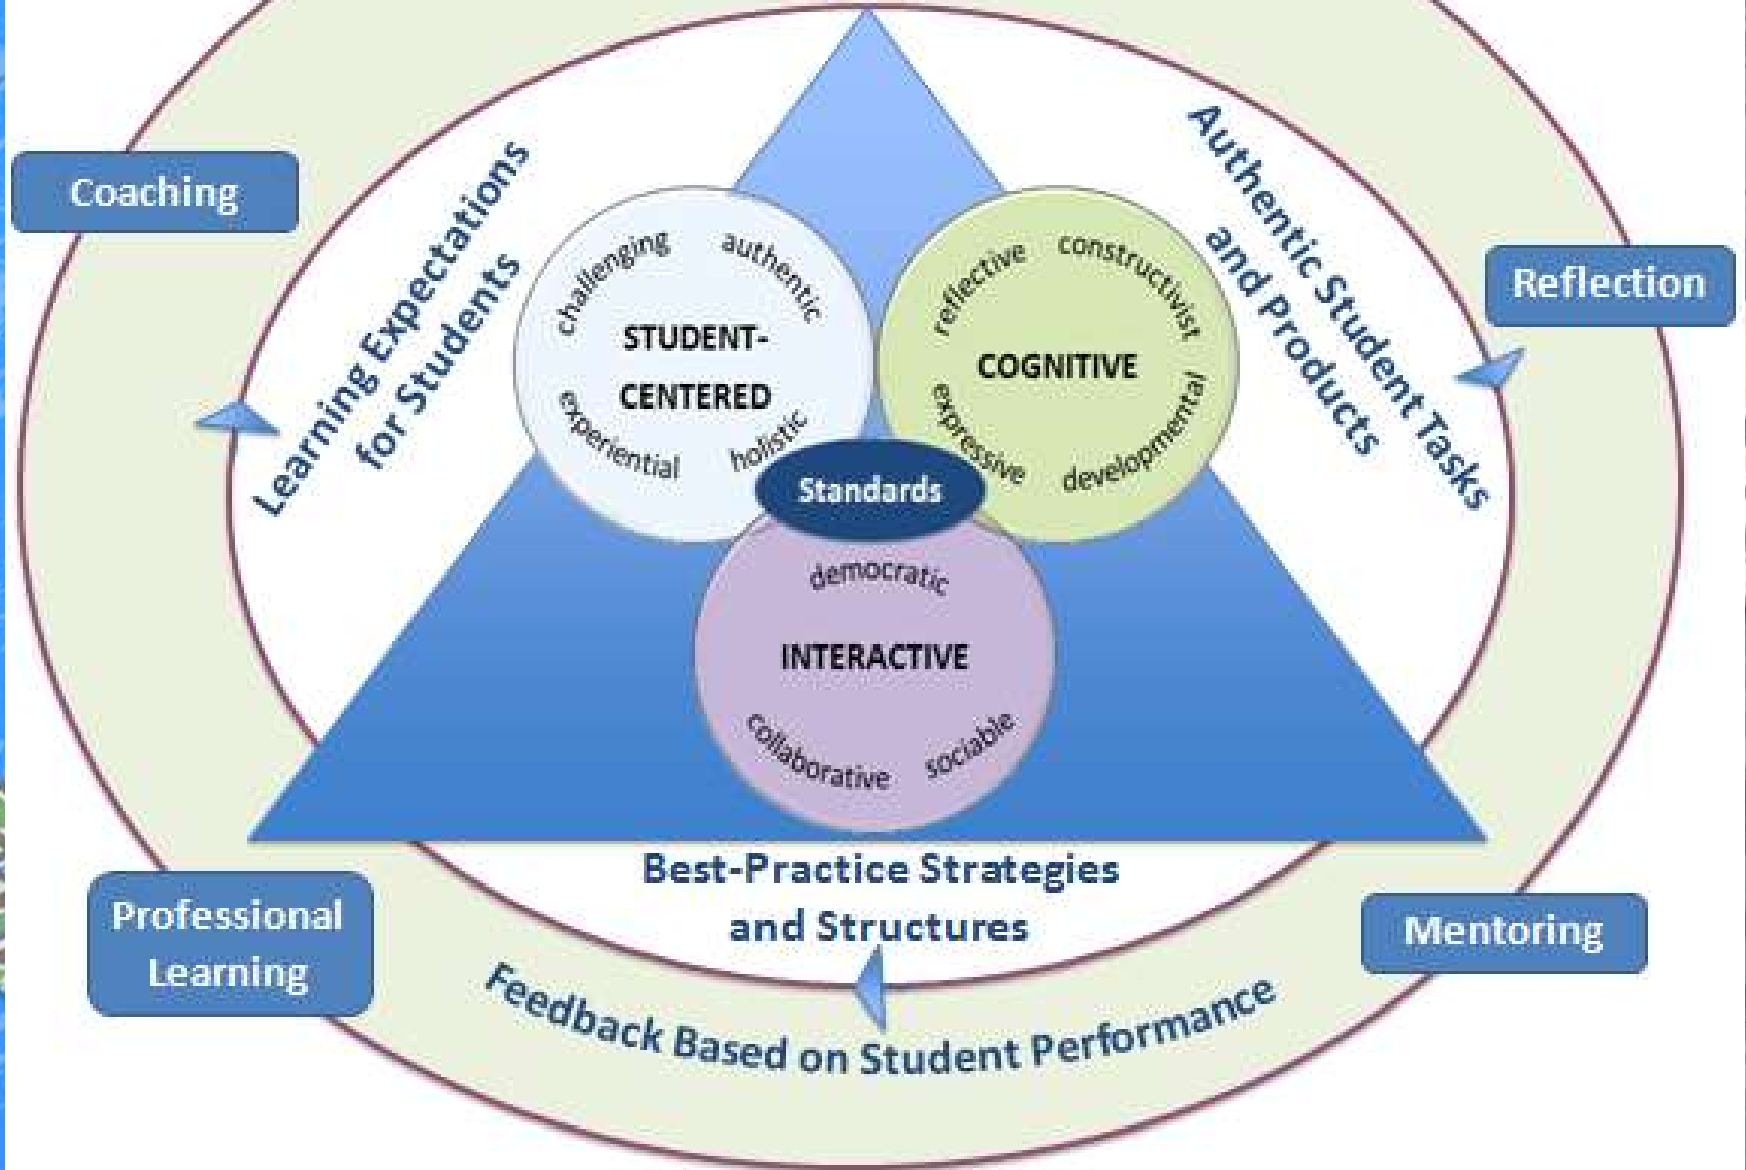 Coaching
Learning Expectations
for Students
Authentic Student Tasks
and Products
Reflection
challenging
authentic
STUDENT-
CENTERED
experiential
holistic
reflective
constructivist
COGNITIVE
expressive
developmental
Standards
democratic
INTERACTIVE
collaborative
sociable
Best-Practice Strategies
and Structures
Professional
Learning
Mentoring
Feedback Based on Student Performance